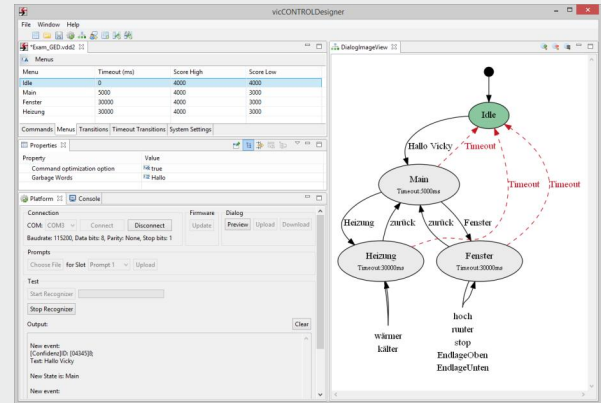 vicCONTROLDesigner
File Window Help
*Exam_GED.wdd2
Menus
Menu Timeout (ms) Score High Score Low
Idle 0 4000 4000
Main 5000 4000 3000
Fenster 30000 4000 3000
Heizung 30000 4000 3000
Commands Menus Transitions Timeout Transitions System Settings
Properties
Property Value
Command optimization option true
Garbage Words Hallo
Platform Console
Connection Firmware Dialog
COM: COM3 Connect Disconnect Update Preview Upload Download
Baudrate: 115200, Data bits: 8, Parity: None, Stop bits: 1
Prompts
Choose File for Slot Prompt 1 Upload
Test
Start Recognizer
Stop Recognizer
Output: Clear
New event:
[Confidenz]ID: [04345]8;
Text: Hallo Vicky
New State is: Main
New event:
DialogImageView
Idle
Hallo Vicky Timeout
Main
Timeout:5000ms
Timeout Timeout
Heizung zurück zurück Fenster
Heizung
Timeout:30000ms
Fenster
Timeout:30000ms
wärmer
kälter
hoch
runter
stop
EndlageOben
EndlageUnten